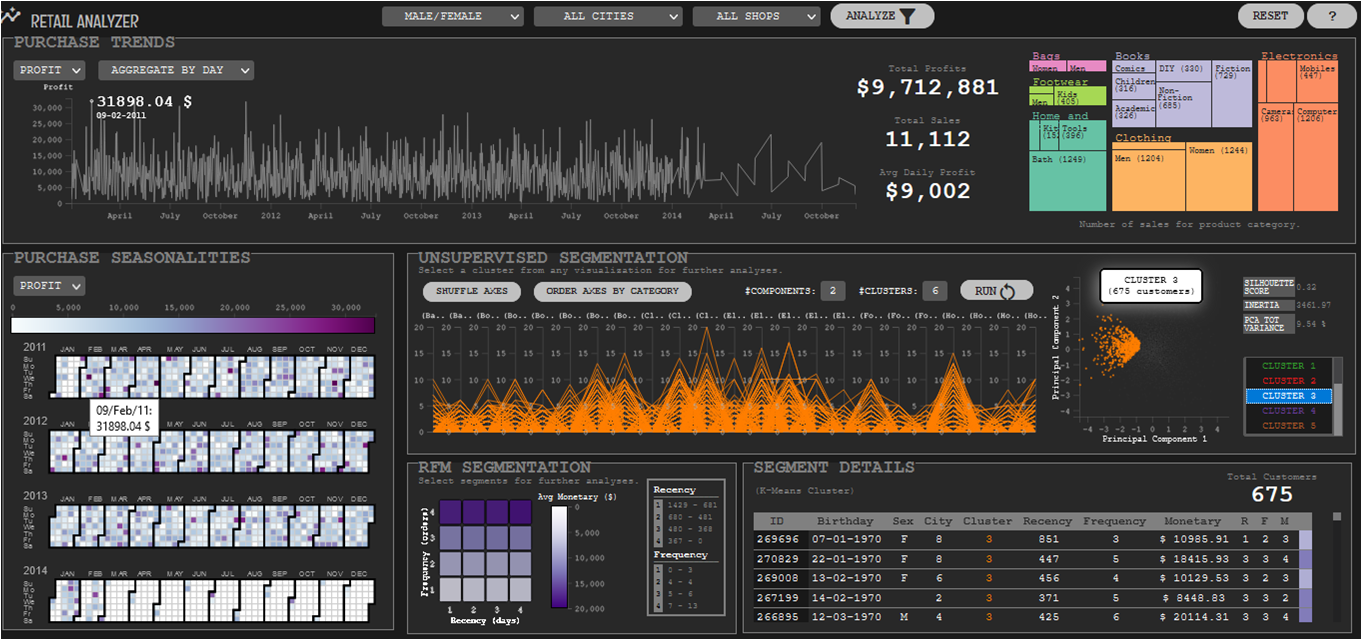 RETAIL ANALYZER
MALE/FEMALE
ALL CITIES
ALL SHOPS
ANALYZE
RESET
?
PURCHASE TRENDS
PROFIT
AGGREGATE BY DAY
Profit
31898.04 $
09-02-2011
30,000
25,000
20,000
15,000
10,000
5,000
0
April July October 2012 April July October 2013 April July October 2014 April July October
Total Profits
$9,712,881
Total Sales
11,112
Avg Daily Profit
$9,002
Bags
Women Men
Footwear
Men
Kids
(405)
Home and
Kit Tools
(396)
Bath (1249)
Books
Comics
DIY (330)
Fiction
(729)
Children
(316)
Non-
Fiction
(685)
Academic
(326)
Clothing
Men (1204)
Women (1244)
Electronics
Mobiles
(447)
Camera
(963)
Computer
(1206)
Number of sales for product category.
PURCHASE SEASONALITIES
PROFIT
0 5,000 10,000 15,000 20,000 25,000 30,000
2011
JAN FEB MAR APR MAY JUN JUL AUG SEP OCT NOV DEC
Su
Mo
Tu
We
Th
Fr
Sa
09/Feb/11:
31898.04 $
2012
JAN MAY JUN JUL AUG SEP OCT NOV DEC
Su
Mo
Tu
We
Th
Fr
Sa
2013
JAN FEB MAR APR MAY JUN JUL AUG SEP OCT NOV DEC
Su
Mo
Tu
We
Th
Fr
Sa
2014
JAN FEB MAR APR MAY JUN JUL AUG SEP OCT NOV DEC
Su
Mo
Tu
We
Th
Fr
Sa
UNSUPERVISED SEGMENTATION
Select a cluster from any visualization for further analyses.
SHUFFLE AXES
ORDER AXES BY CATEGORY
#COMPONENTS: 2
#CLUSTERS: 6
RUN
(Ba.. (Ba.. (Bo.. (Bo.. (Bo.. (Bo.. (Bo.. (Bo.. (Cl.. (Cl.. (Cl.. (El.. (El.. (El.. (El.. (El.. (Fo.. (Fo.. (Fo.. (Ho.. (Ho.. (Ho.. (Ho..
20
15
10
5
0
CLUSTER 3
(675 customers)
Principal Component 2
4
3
2
1
0
-1
-2
-3
-4
-4 -3 -1 0 1 3 4
Principal Component 1
SILHOUETTE
SCORE
INERTIA
3461.97
PCA TOT
VARIANCE
9.54 %
CLUSTER 1
CLUSTER 2
CLUSTER 3
CLUSTER 4
CLUSTER 5
RFM SEGMENTATION
Select segments for further analyses.
Frequency (orders)
4
3
2
1
1 2 3 4
Recency (days)
Avg Monetary ($)
0
5,000
10,000
15,000
20,000
Recency
1 1429 - 681
2 680 - 481
3 480 - 368
4 367 - 0
Frequency
1 0 - 3
2 4 - 4
3 5 - 6
4 7 - 13
SEGMENT DETAILS
(K-Means Cluster)
Total Customers
675
ID Birthday Sex City Cluster Recency Frequency Monetary R F M
269696 07-01-1970 F 8 3 851 3 $ 10985.91 1 2 3
270829 22-01-1970 F 8 3 447 5 $ 18415.93 3 3 4
269008 13-02-1970 F 6 3 456 4 $ 10129.53 3 2 3
267199 14-02-1970 2 3 371 5 $ 8448.83 3 3 2
266895 12-03-1970 M 4 3 425 6 $ 20114.31 3 3 4